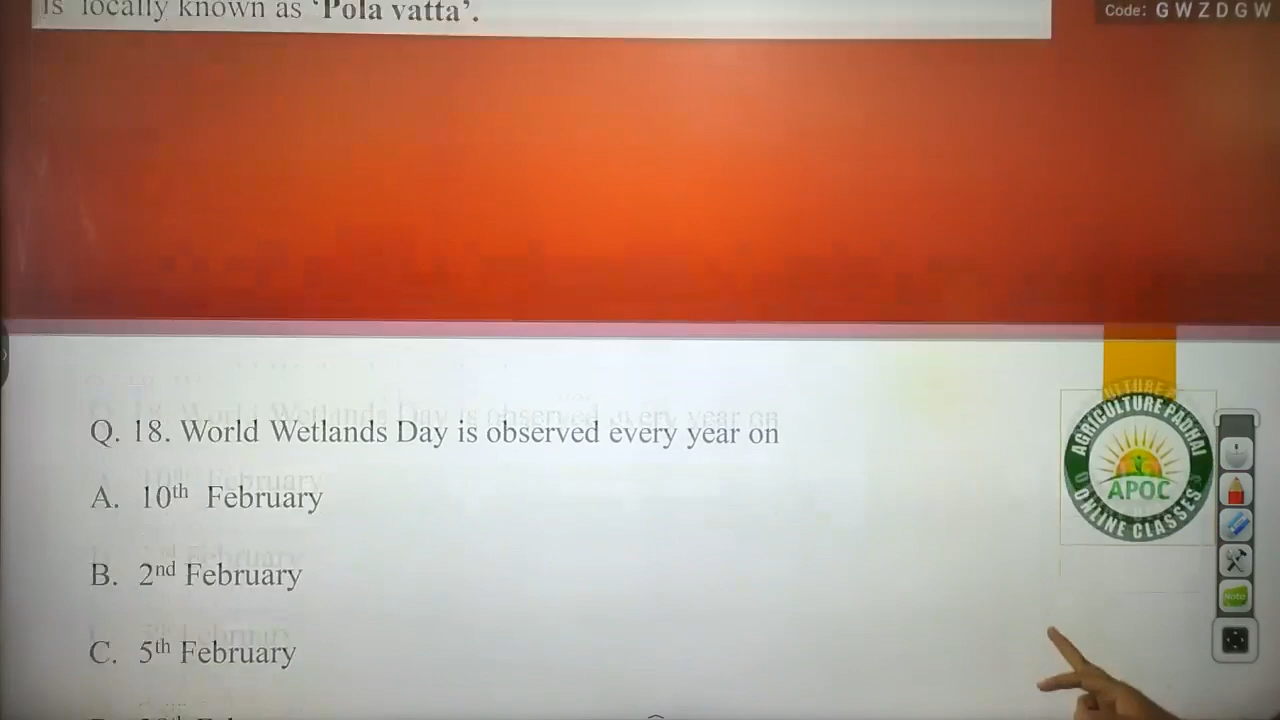 is locally known as ‘Pola vatta’.
Code: G W Z D G W
Q. 18. World Wetlands Day is observed every year on
A. 10th February
B. 2nd February
C. 5th February
AGRICULTURE PADHAI
APOC
ONLINE CLASSES
Note